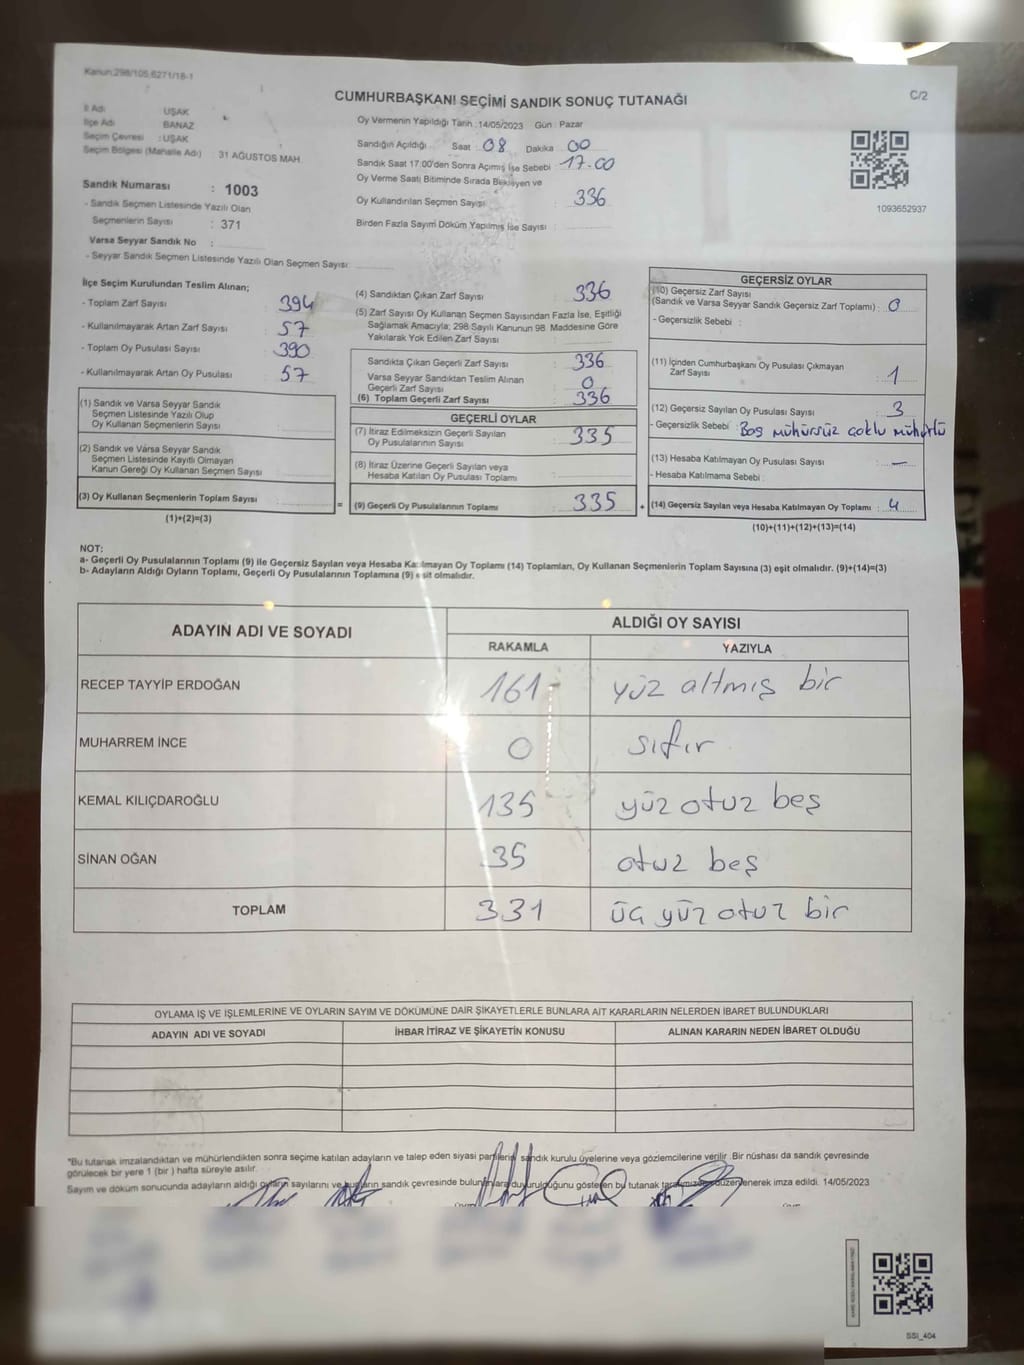 Kanun:298/105,6271/18-1
C/2
CUMHURBAŞKANI SEÇİMİ SANDIK SONUÇ TUTANAĞI
İl Adı UŞAK
İlçe Adı BANAZ
Seçim Çevresi : UŞAK
Seçim Bölgesi (Mahalle Adı) 31 AĞUSTOS MAH.
Sandık Numarası : 1003
- Sandık Seçmen Listesinde Yazılı Olan
Seçmenlerin Sayısı : 371
Varsa Seyyar Sandık No :
- Seyyar Sandık Seçmen Listesinde Yazılı Olan Seçmen Sayısı:
Oy Vermenin Yapıldığı Tarih :14/05/2023 Gün : Pazar
Sandığın Açıldığı Saat : 08 Dakika : 00
Sandık Saat 17:00'den Sonra Açılmış İse Sebebi : 17.00
Oy Verme Saati Bitiminde Sırada Bekleyen ve
Oy Kullandırılan Seçmen Sayısı : 336
Birden Fazla Sayım Döküm Yapılmış İse Sayısı :
1093652937
İlçe Seçim Kurulundan Teslim Alınan;
- Toplam Zarf Sayısı : 394
- Kullanılmayarak Artan Zarf Sayısı : 57
- Toplam Oy Pusulası Sayısı : 390
- Kullanılmayarak Artan Oy Pusulası : 57
(1) Sandık ve Varsa Seyyar Sandık
Seçmen Listesinde Yazılı Olup
Oy Kullanan Seçmenlerin Sayısı :
(2) Sandık ve Varsa Seyyar Sandık
Seçmen Listesinde Kayıtlı Olmayan
Kanun Gereği Oy Kullanan Seçmen Sayısı :
(3) Oy Kullanan Seçmenlerin Toplam Sayısı :
(1)+(2)=(3)
(4) Sandıktan Çıkan Zarf Sayısı : 336
(5) Zarf Sayısı Oy Kullanan Seçmen Sayısından Fazla İse, Eşitliği
Sağlamak Amacıyla; 298 Sayılı Kanunun 98. Maddesine Göre
Yakılarak Yok Edilen Zarf Sayısı :
Sandıkta Çıkan Geçerli Zarf Sayısı : 336
Varsa Seyyar Sandıktan Teslim Alınan
Geçerli Zarf Sayısı : 0
(6) Toplam Geçerli Zarf Sayısı : 336
GEÇERLİ OYLAR
(7) İtiraz Edilmeksizin Geçerli Sayılan
Oy Pusulalarının Sayısı : 335
(8) İtiraz Üzerine Geçerli Sayılan veya
Hesaba Katılan Oy Pusulası Toplamı :
= (9) Geçerli Oy Pusulalarının Toplamı : 335 +
GEÇERSİZ OYLAR
(10) Geçersiz Zarf Sayısı
(Sandık ve Varsa Seyyar Sandık Geçersiz Zarf Toplamı) : 0
- Geçersizlik Sebebi :
(11) İçinden Cumhurbaşkanı Oy Pusulası Çıkmayan
Zarf Sayısı : 1
(12) Geçersiz Sayılan Oy Pusulası Sayısı : 3
- Geçersizlik Sebebi : Boş mühürsüz çoklu mühürlü
(13) Hesaba Katılmayan Oy Pusulası Sayısı : —
- Hesaba Katılmama Sebebi :
(14) Geçersiz Sayılan veya Hesaba Katılmayan Oy Toplamı : 4
(10)+(11)+(12)+(13)=(14)
NOT:
a- Geçerli Oy Pusulalarının Toplamı (9) ile Geçersiz Sayılan veya Hesaba Katılmayan Oy Toplamı (14) Toplamları, Oy Kullanan Seçmenlerin Toplam Sayısına (3) eşit olmalıdır. (9)+(14)=(3)
b- Adayların Aldığı Oyların Toplamı, Geçerli Oy Pusulalarının Toplamına (9) eşit olmalıdır.
ADAYIN ADI VE SOYADI
ALDIĞI OY SAYISI
RAKAMLA YAZIYLA
RECEP TAYYİP ERDOĞAN 161 yüz altmış bir
MUHARREM İNCE 0 sıfır
KEMAL KILIÇDAROĞLU 135 yüz otuz beş
SİNAN OĞAN 35 otuz beş
TOPLAM 331 üç yüz otuz bir
OYLAMA İŞ VE İŞLEMLERİNE VE OYLARIN SAYIM VE DÖKÜMÜNE DAİR ŞİKAYETLERLE BUNLARA AİT KARARLARIN NELERDEN İBARET BULUNDUKLARI
ADAYIN ADI VE SOYADI İHBAR İTİRAZ VE ŞİKAYETİN KONUSU ALINAN KARARIN NEDEN İBARET OLDUĞU
*Bu tutanak imzalandıktan ve mühürlendikten sonra seçime katılan adayların ve talep eden siyasi partilerin sandık kurulu üyelerine veya gözlemcilerine verilir. Bir nüshası da sandık çevresinde
görülecek bir yere 1 (bir ) hafta süreyle asılır.
Sayım ve döküm sonucunda adayların aldığı oyların sayılarını ve sandık çevresinde bulunanlara duyurulduğunu gösteren bu tutanak tarafımızca düzenlenerek imza edildi. 14/05/2023
SSI_404